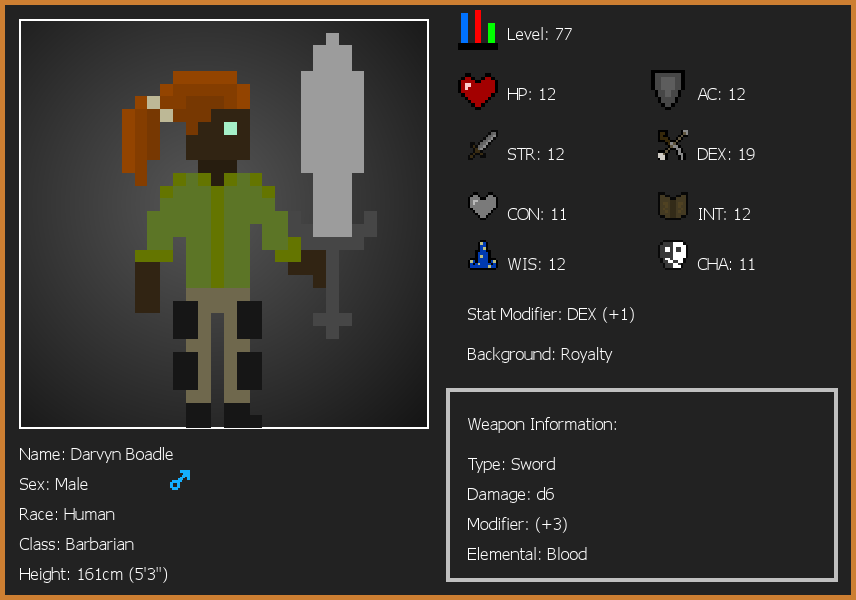 Level: 77
HP: 12
AC: 12
STR: 12
DEX: 19
CON: 11
INT: 12
WIS: 12
CHA: 11
Stat Modifier: DEX (+1)
Background: Royalty
Weapon Information:
Type: Sword
Damage: d6
Modifier: (+3)
Elemental: Blood
Name: Darvyn Boadle
Sex: Male
Race: Human
Class: Barbarian
Height: 161cm (5'3")